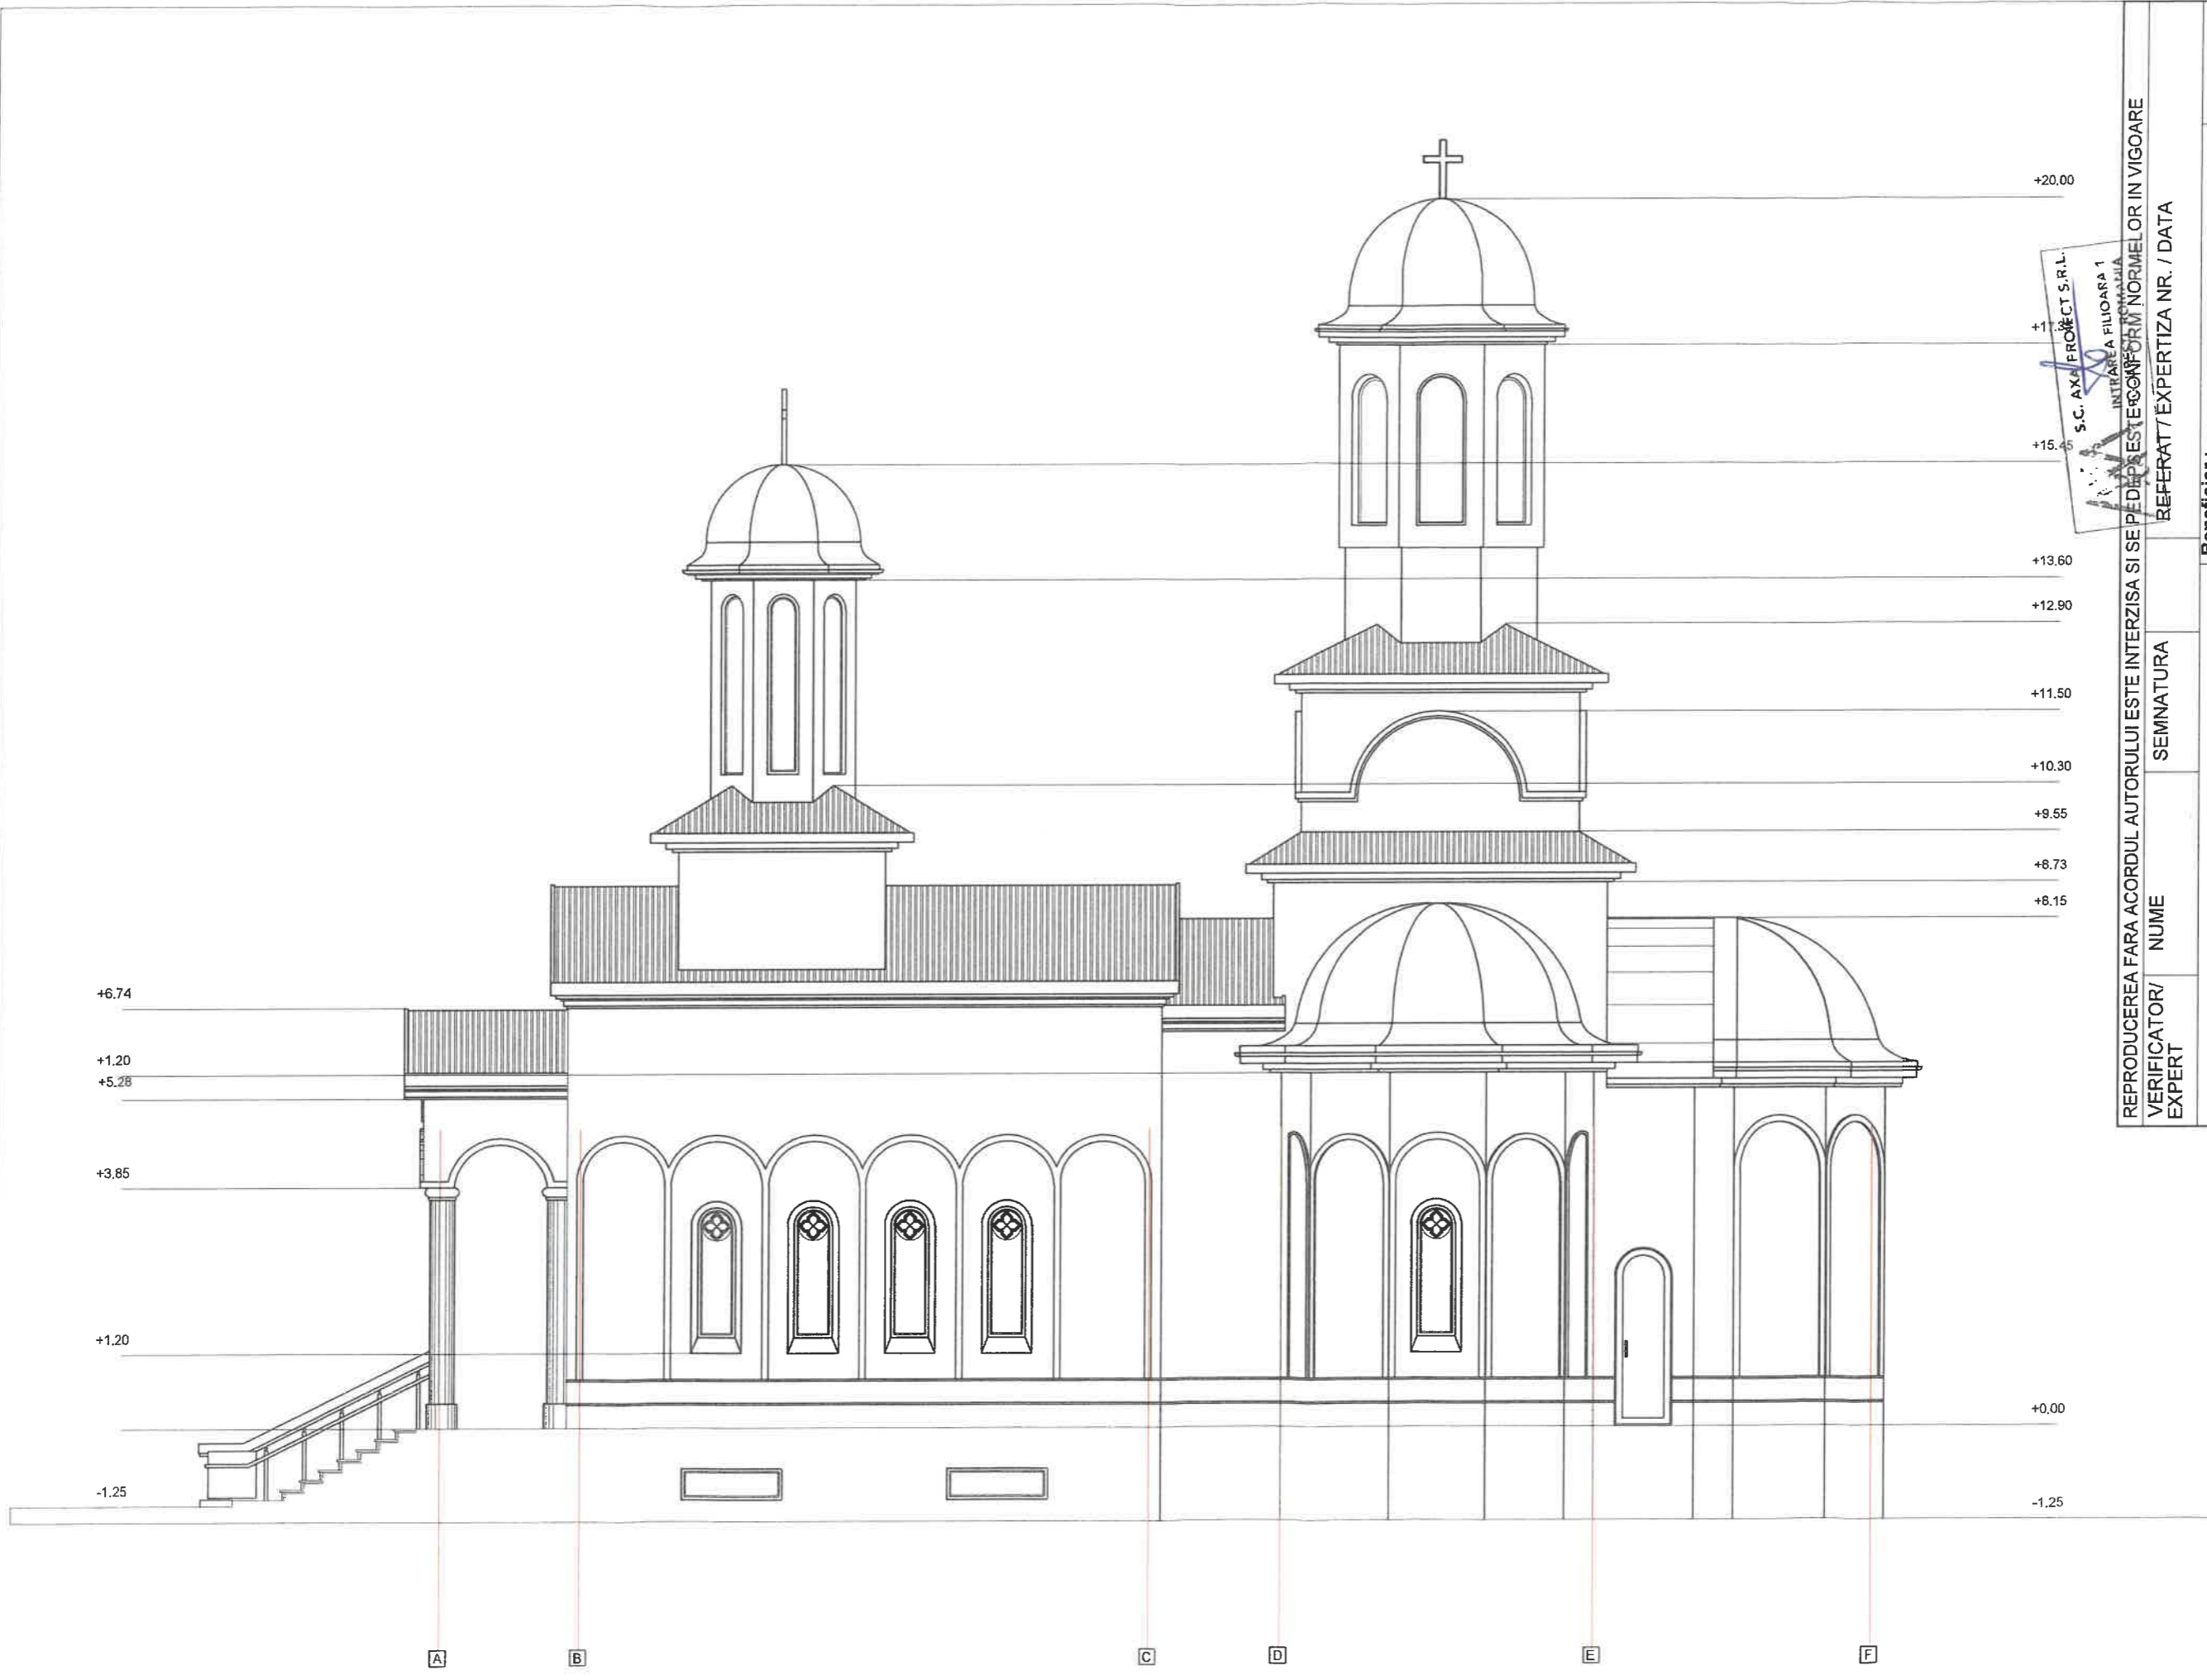 +20.00
+15.45
+13.60
+12.90
+11.50
+10.30
+9.55
+8.73
+8.15
+6.74
+1.20
+5.28
+3.85
+1.20
+0.00
-1.25
-1.25
A
B
C
D
E
F
S.C. AXA PROIECT S.R.L.
INTRAREA FILIOARA 1
REPRODUCEREA FARA ACORDUL AUTORULUI ESTE INTERZISA SI SE PEDEPSESTE CONFORM NORMELOR IN VIGOARE
VERIFICATOR/ NUME SEMNATURA REFERAT / EXPERTIZA NR. / DATA
EXPERT